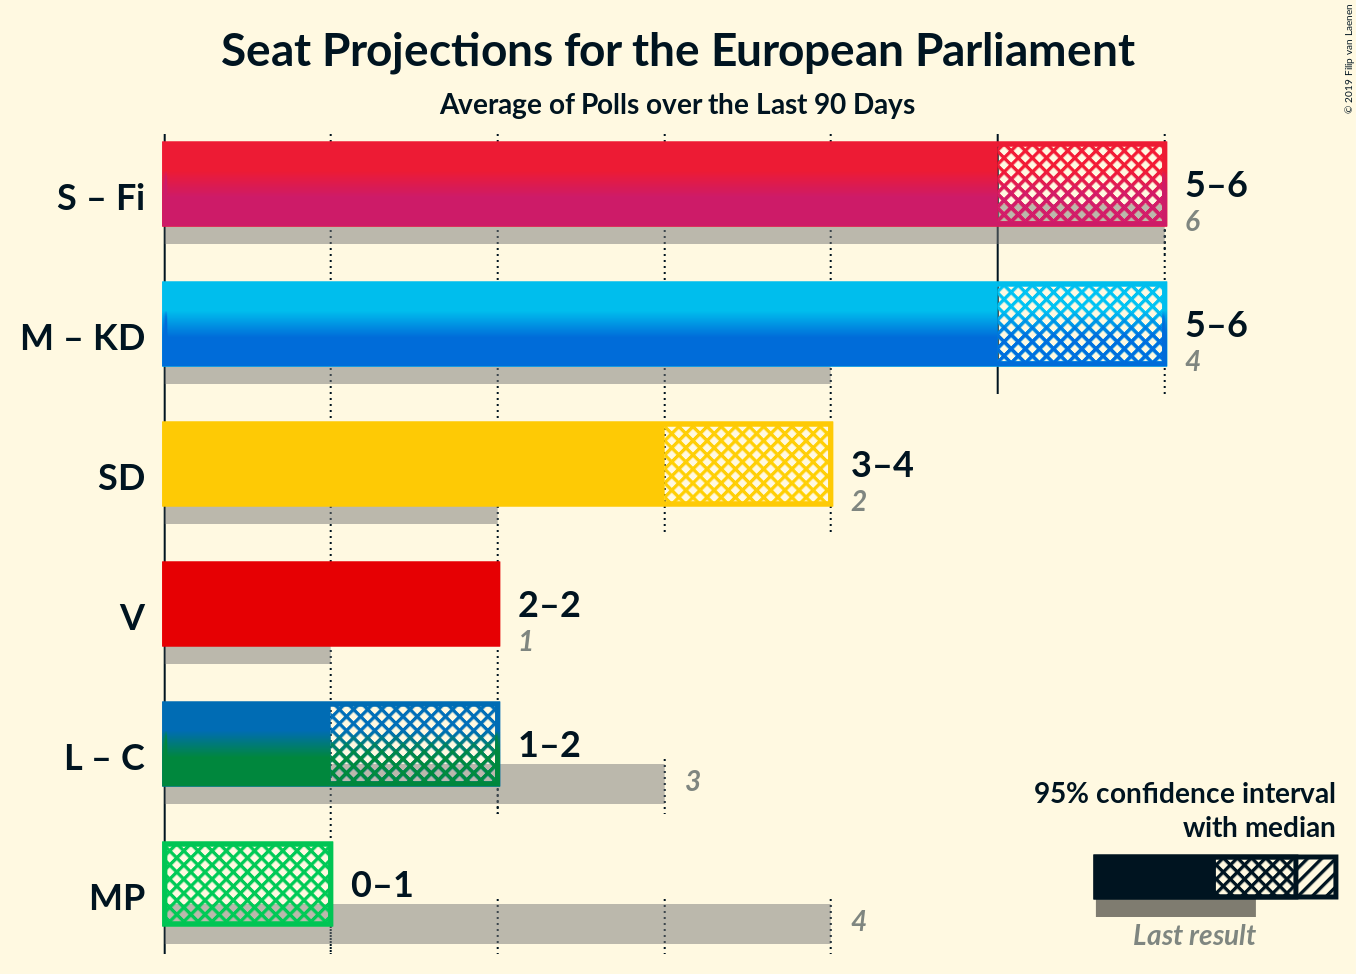 Seat Projections for the European Parliament
Average of Polls over the Last 90 Days
© 2019 Filip van Laenen
S – Fi
5–6
6
M – KD
5–6
4
SD
3–4
2
V
2–2
1
L – C
1–2
3
MP
0–1
4
95% confidence interval
with median
Last result